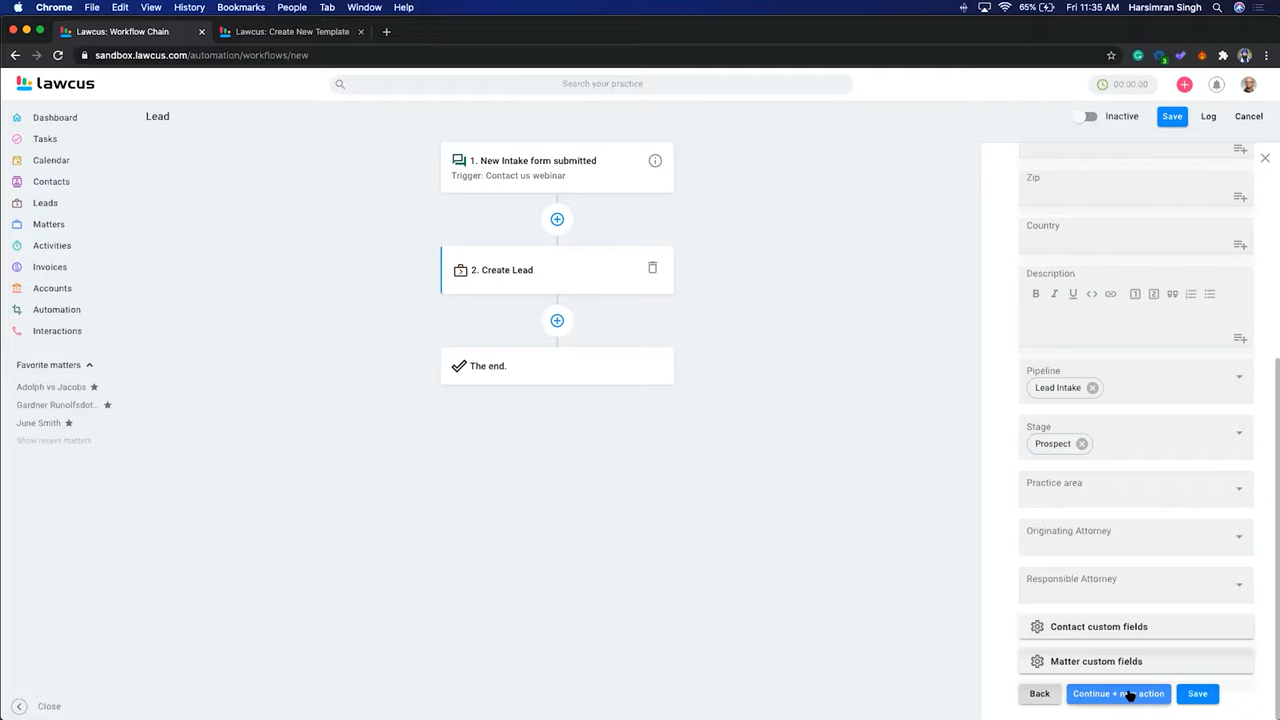 Chrome File Edit View History Bookmarks People Tab Window Help
65% Fri 11:35 AM Harsimran Singh
Lawcus: Workflow Chain
Lawcus: Create New Template
sandbox.lawcus.com/automation/workflows/new
lawcus
Search your practice
00:00:00
Dashboard
Tasks
Calendar
Contacts
Leads
Matters
Activities
Invoices
Accounts
Automation
Interactions
Favorite matters
Adolph vs Jacobs
Gardner Runolfsdot..
June Smith
Show recent matters
Close
Lead
Inactive
Save
Log
Cancel
1. New Intake form submitted
Trigger: Contact us webinar
2. Create Lead
The end.
Zip
Country
Description
B I U
Pipeline
Lead Intake
Stage
Prospect
Practice area
Originating Attorney
Responsible Attorney
Contact custom fields
Matter custom fields
Back
Continue + new action
Save